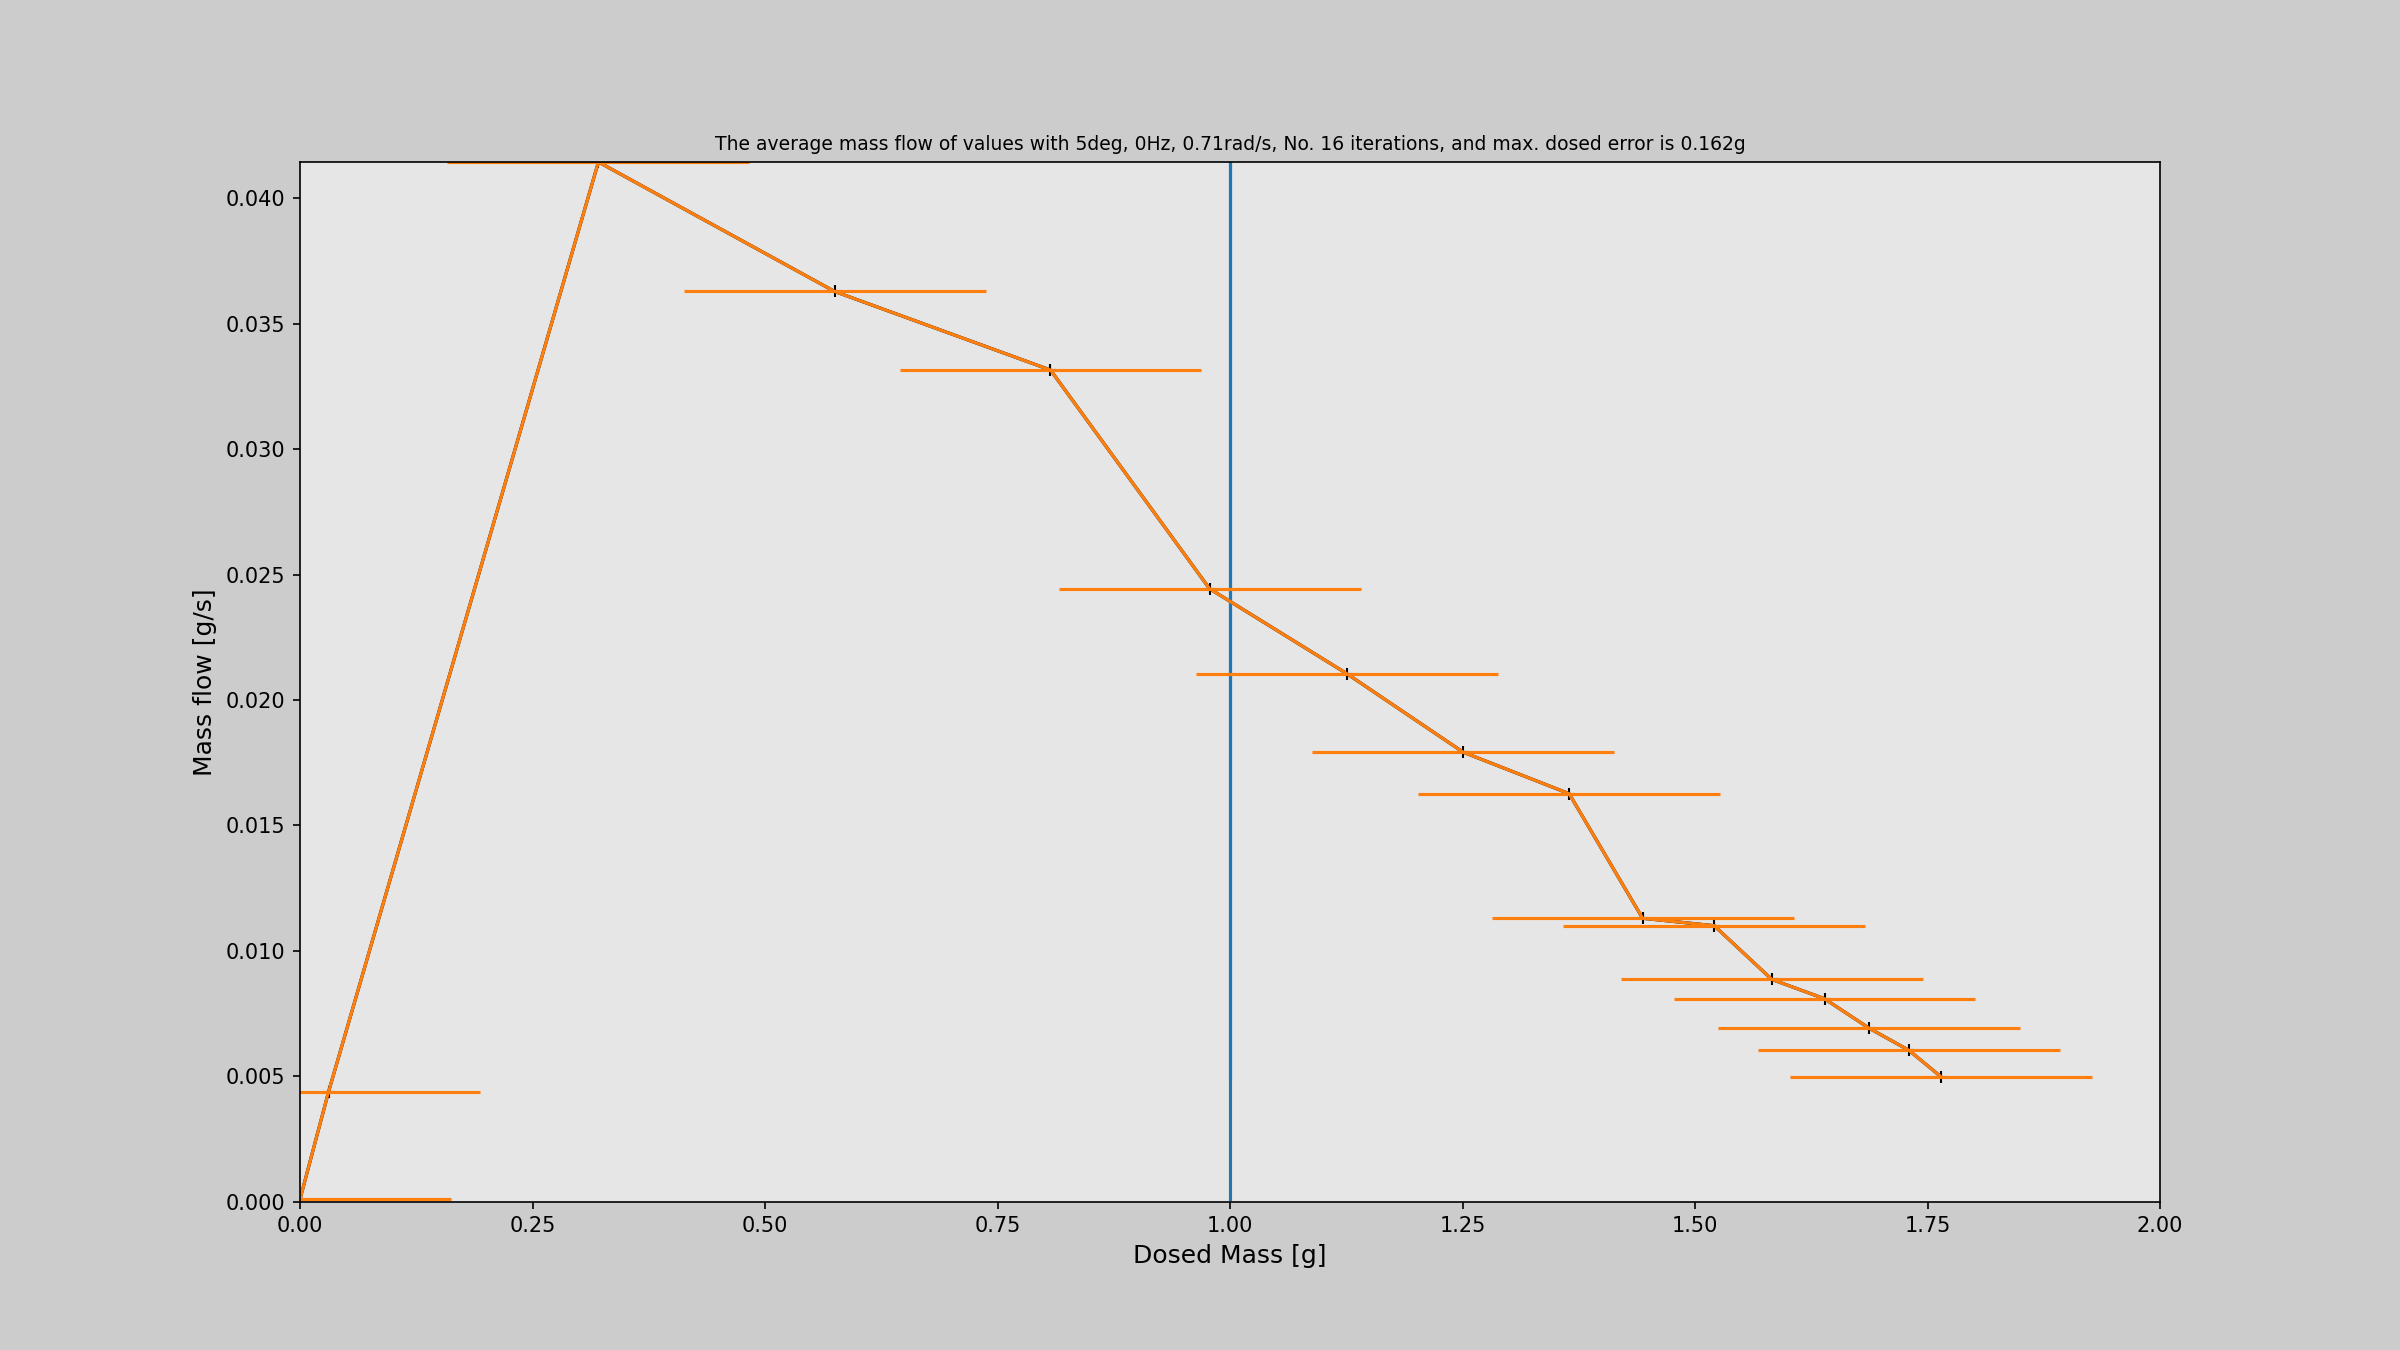 The average mass flow of values with 5deg, 0Hz, 0.71rad/s, No. 16 iterations, and max. dosed error is 0.162g
0.040
0.035
0.030
0.025
0.020
0.015
0.010
0.005
0.000
Mass flow [g/s]
0.00 0.25 0.50 0.75 1.00 1.25 1.50 1.75 2.00
Dosed Mass [g]